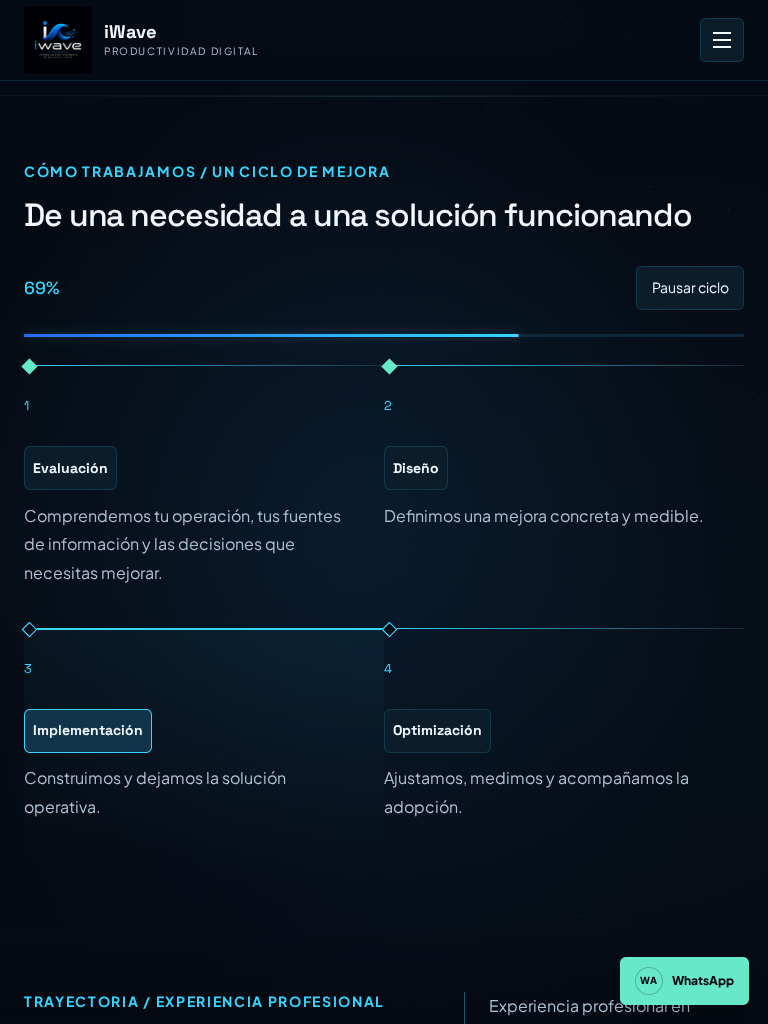 iwave
iWave
PRODUCTIVIDAD DIGITAL
CÓMO TRABAJAMOS / UN CICLO DE MEJORA
De una necesidad a una solución funcionando
69%
Pausar ciclo
1
Evaluación
Comprendemos tu operación, tus fuentes
de información y las decisiones que
necesitas mejorar.
2
Diseño
Definimos una mejora concreta y medible.
3
Implementación
Construimos y dejamos la solución
operativa.
4
Optimización
Ajustamos, medimos y acompañamos la
adopción.
TRAYECTORIA / EXPERIENCIA PROFESIONAL
Experiencia profesional en
WA WhatsApp